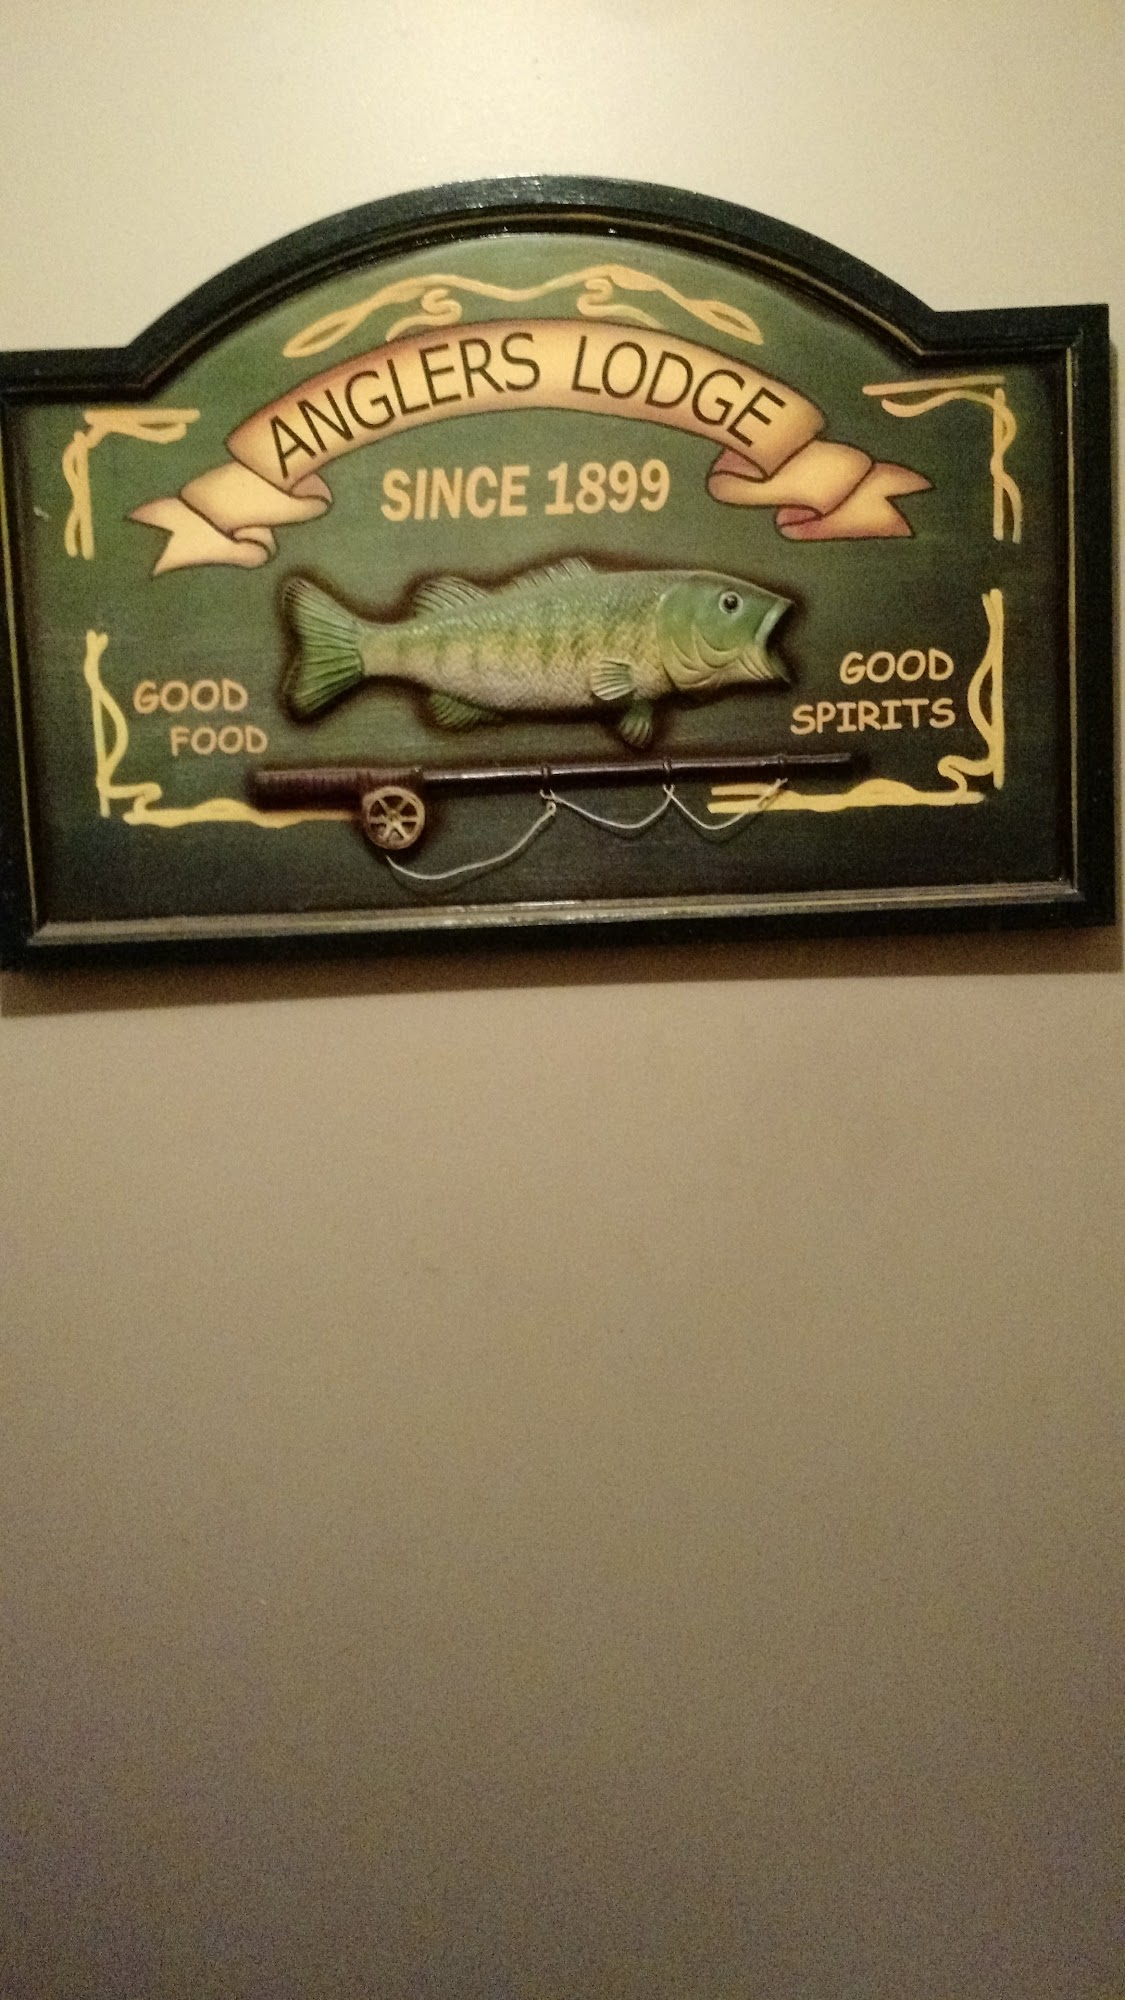 ANGLERS LODGE
SINCE 1899
GOOD
FOOD
GOOD
SPIRITS